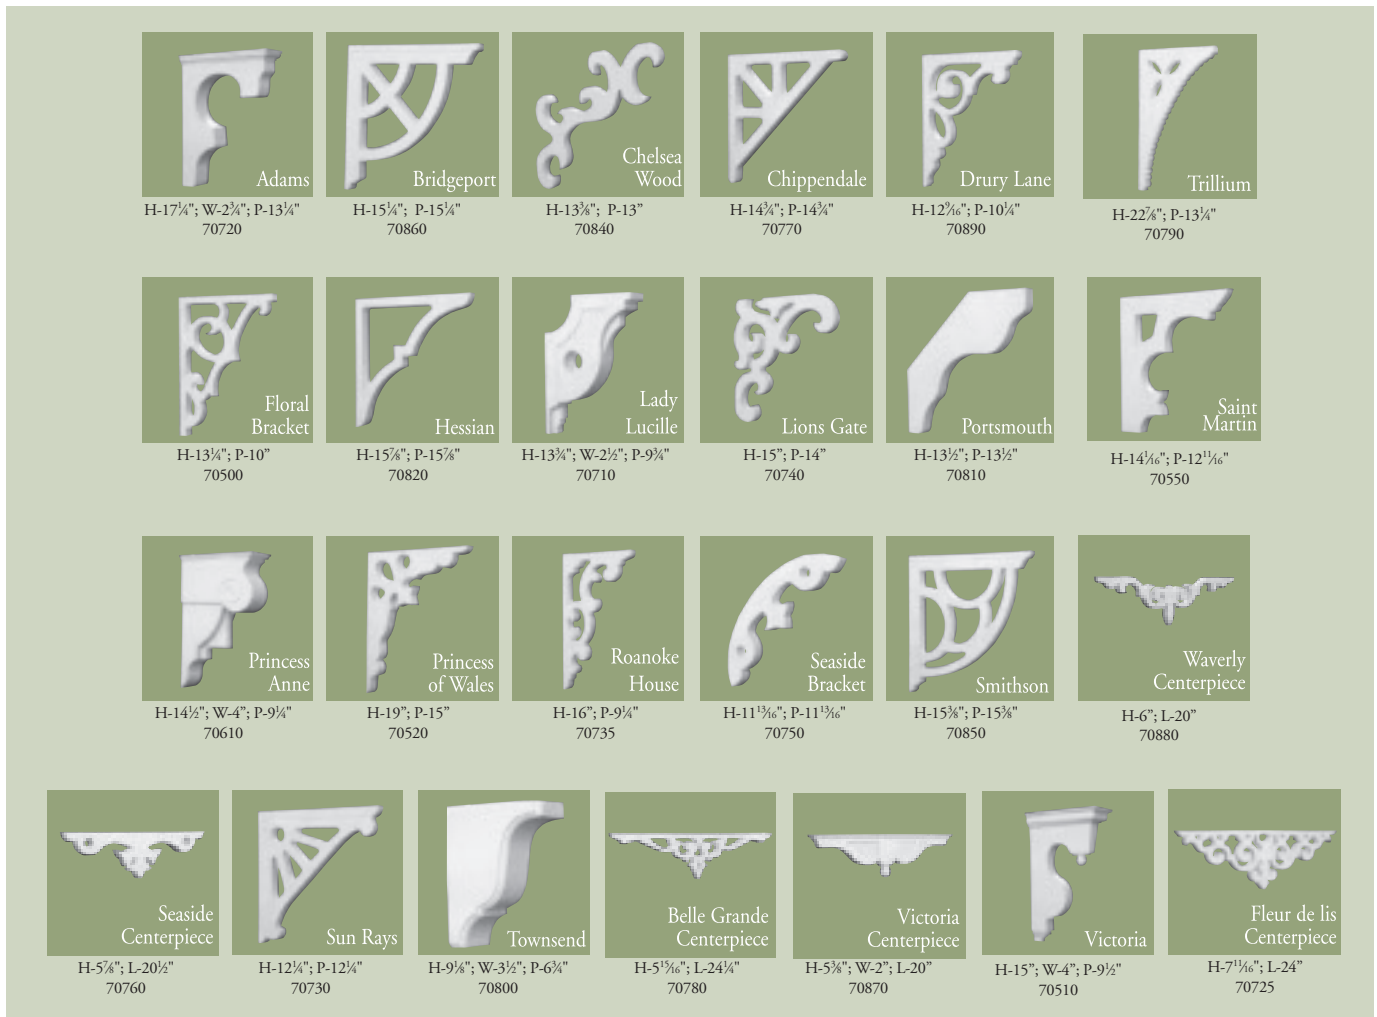 Adams
H-17¼"; W-2¾"; P-13¼"
70720
Bridgeport
H-15¼"; P-15¼"
70860
Chelsea
Wood
H-13⅜"; P-13”
70840
Chippendale
H-14¾"; P-14¾"
70770
Drury Lane
H-12⁹⁄₁₆"; P-10¼"
70890
Trillium
H-22⅞"; P-13¼"
70790
Floral
Bracket
H-13¼"; P-10”
70500
Hessian
H-15⅞"; P-15⅞"
70820
Lady
Lucille
H-13¾"; W-2½"; P-9¾"
70710
Lions Gate
H-15”; P-14”
70740
Portsmouth
H-13½"; P-13½"
70810
Saint
Martin
H-14¹⁄₁₆"; P-12¹¹⁄₁₆"
70550
Princess
Anne
H-14½"; W-4”; P-9¼"
70610
Princess
of Wales
H-19”; P-15”
70520
Roanoke
House
H-16”; P-9¼"
70735
Seaside
Bracket
H-11¹³⁄₁₆"; P-11¹³⁄₁₆"
70750
Smithson
H-15⅜"; P-15⅜"
70850
Waverly
Centerpiece
H-6”; L-20”
70880
Seaside
Centerpiece
H-5⅞"; L-20½"
70760
Sun Rays
H-12¼"; P-12¼"
70730
Townsend
H-9⅛"; W-3½"; P-6¾"
70800
Belle Grande
Centerpiece
H-5¹⁵⁄₁₆"; L-24¼"
70780
Victoria
Centerpiece
H-5⅜"; W-2”; L-20”
70870
Victoria
H-15”; W-4”; P-9½"
70510
Fleur de lis
Centerpiece
H-7¹¹⁄₁₆"; L-24”
70725